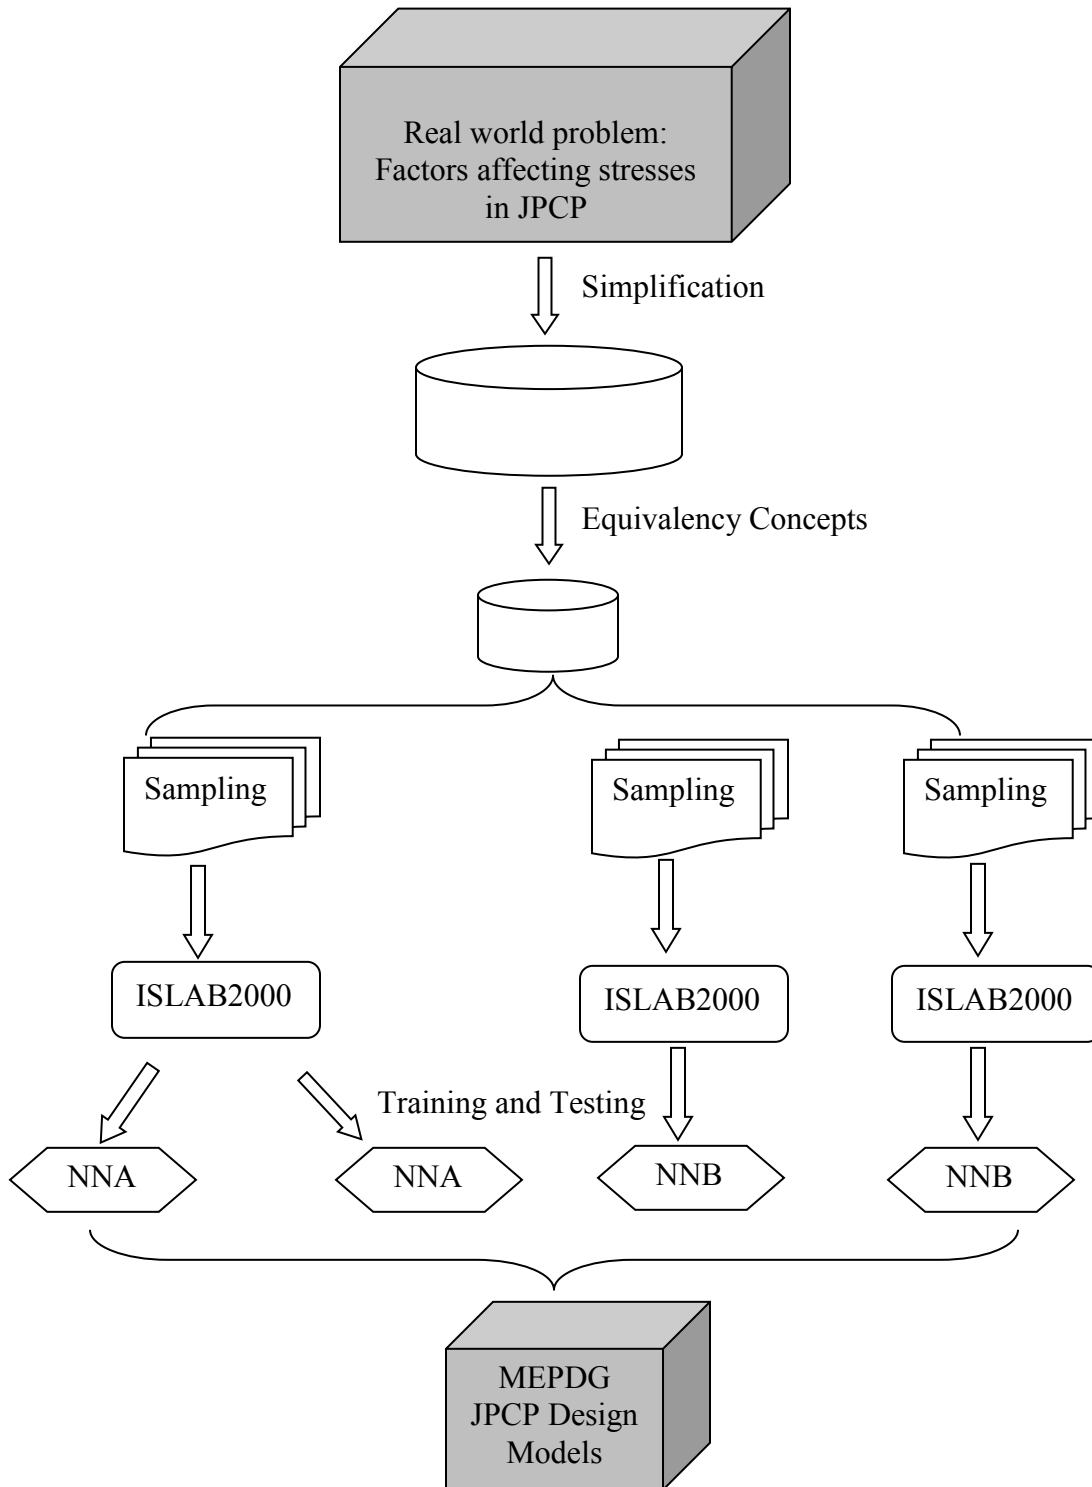 Real world problem:
Factors affecting stresses
in JPCP
Simplification
Equivalency Concepts
Sampling
Sampling
Sampling
ISLAB2000
ISLAB2000
ISLAB2000
Training and Testing
NNA
NNA
NNB
NNB
MEPDG
JPCP Design
Models